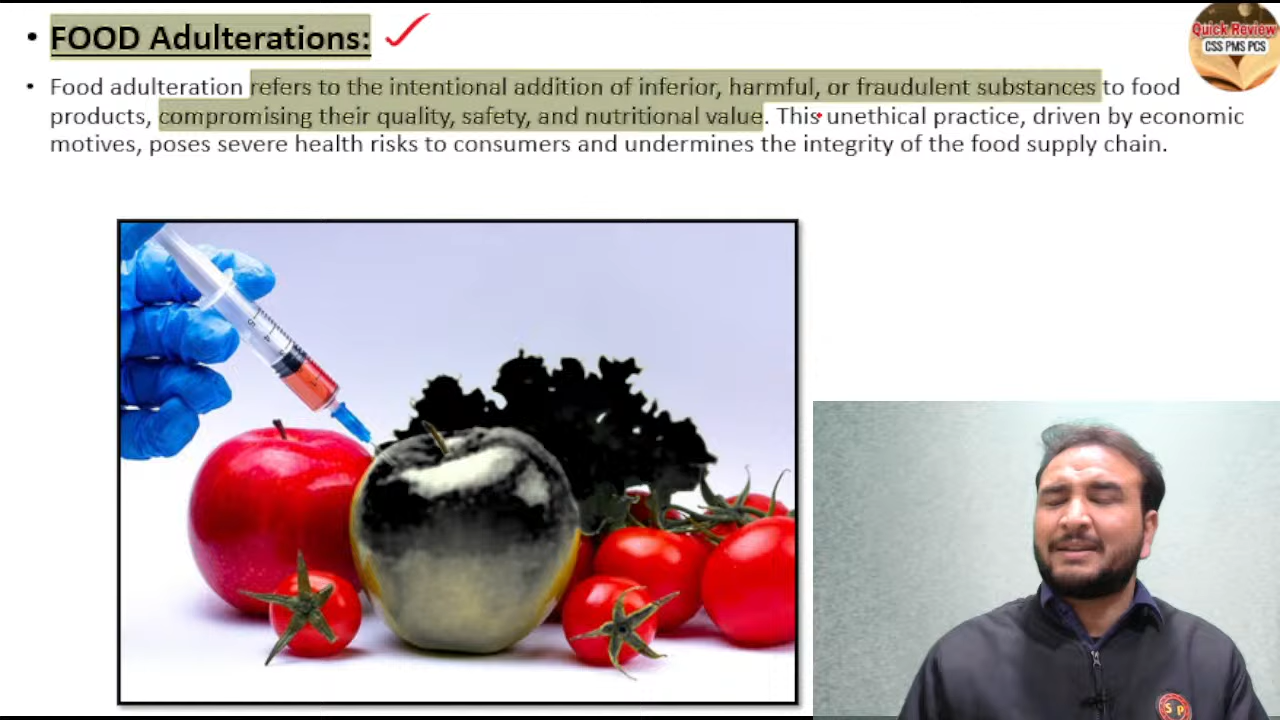 • FOOD Adulterations:
Quick Review
CSS PMS PCS
• Food adulteration refers to the intentional addition of inferior, harmful, or fraudulent substances to food
products, compromising their quality, safety, and nutritional value. This unethical practice, driven by economic
motives, poses severe health risks to consumers and undermines the integrity of the food supply chain.